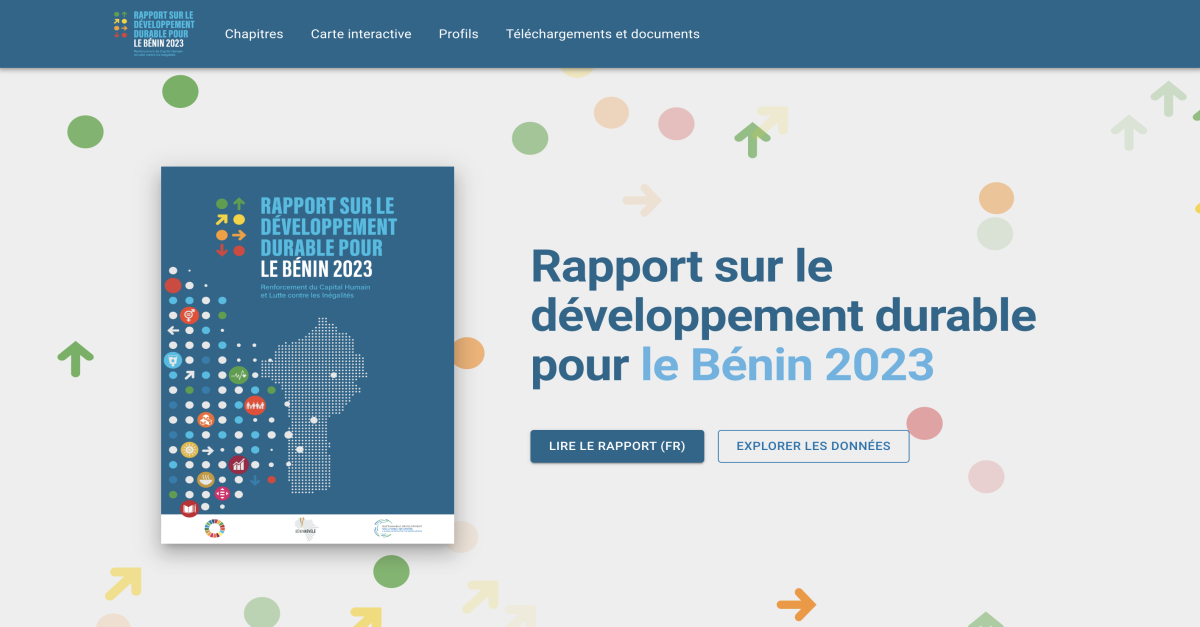 RAPPORT SUR LE
DÉVELOPPEMENT
DURABLE POUR
LE BÉNIN 2023
Chapitres
Carte interactive
Profils
Téléchargements et documents
RAPPORT SUR LE
DÉVELOPPEMENT
DURABLE POUR
LE BÉNIN 2023
Renforcement du Capital Humain
et Lutte contre les Inégalités
Rapport sur le
développement durable
pour le Bénin 2023
LIRE LE RAPPORT (FR)
EXPLORER LES DONNÉES